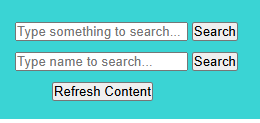 Type something to search... Search
Type name to search... Search
Refresh Content